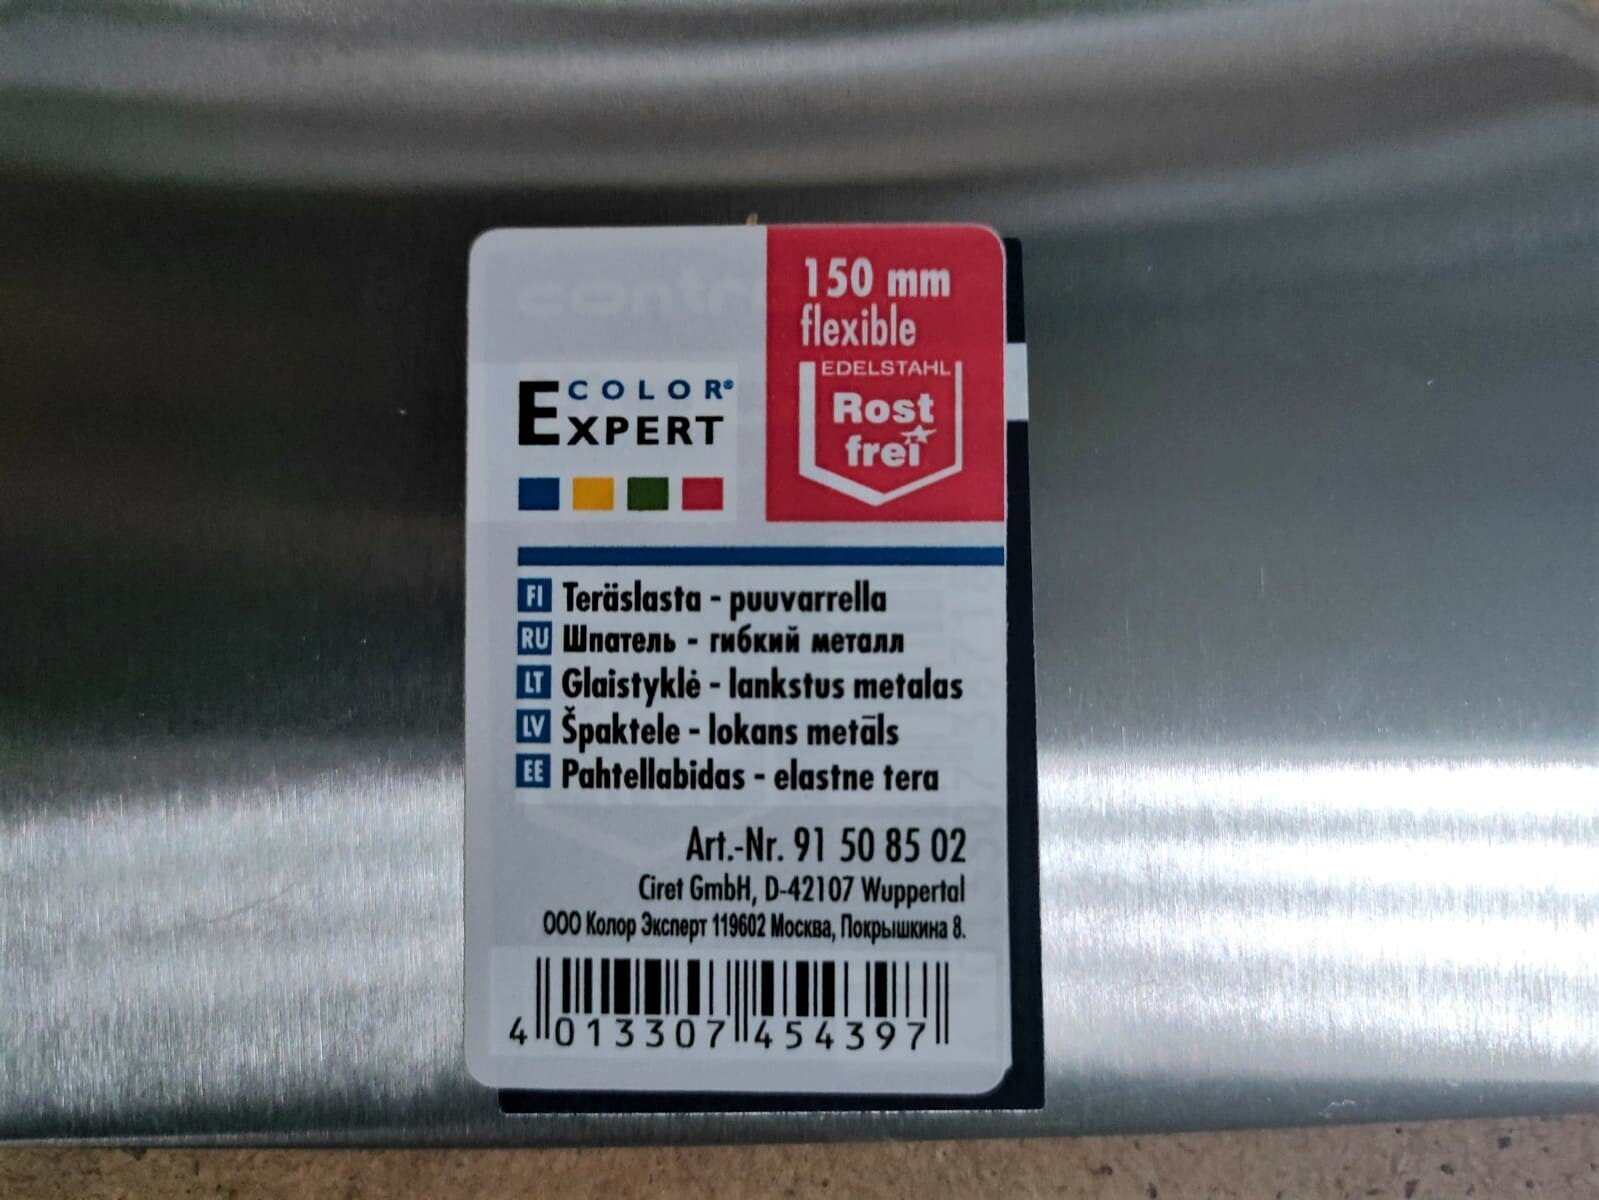 150 mm
flexible
EDELSTAHL
Rost
frei
COLOR®
EXPERT
FI Teräslasta - puuvarrella
RU Шпатель - гибкий металл
LT Glaistyklė - lankstus metalas
LV Špaktele - lokans metāls
EE Pahtellabidas - elastne tera
Art.-Nr. 91 50 85 02
Ciret GmbH, D-42107 Wuppertal
ООО Колор Эксперт 119602 Москва, Покрышкина 8.
4 013307 454397